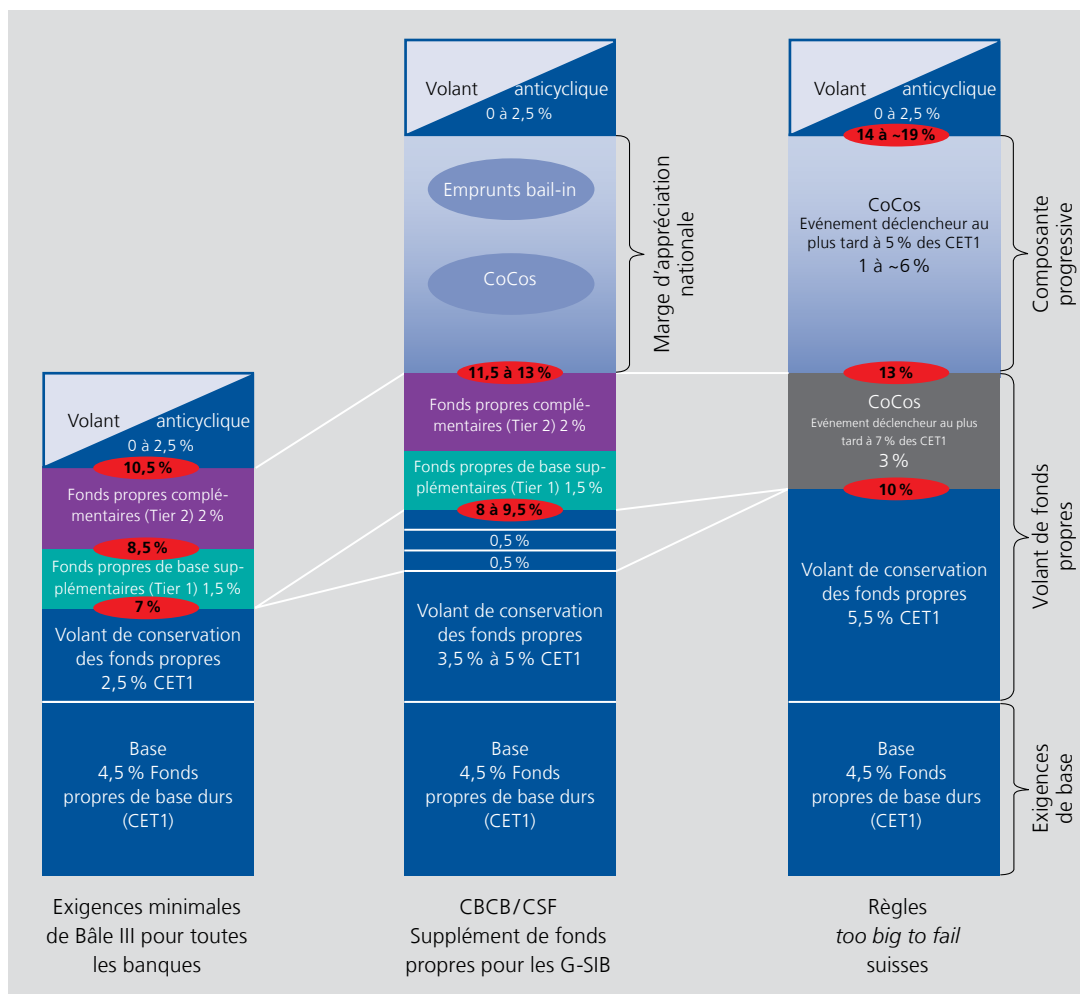 Volant
anticyclique
0 à 2,5 %
10,5 %
Fonds propres complé-
mentaires (Tier 2) 2 %
8,5 %
Fonds propres de base sup-
plémentaires (Tier 1) 1,5 %
7 %
Volant de conservation
des fonds propres
2,5 % CET1
Base
4,5 % Fonds
propres de base durs
(CET1)
Exigences minimales
de Bâle III pour toutes
les banques
Volant
anticyclique
0 à 2,5 %
Emprunts bail-in
CoCos
Marge d’appréciation
nationale
11,5 à 13 %
Fonds propres complé-
mentaires (Tier 2) 2 %
Fonds propres de base sup-
plémentaires (Tier 1) 1,5 %
8 à 9,5 %
0,5 %
0,5 %
Volant de conservation
des fonds propres
3,5 % à 5 % CET1
Base
4,5 % Fonds
propres de base durs
(CET1)
CBCB/CSF
Supplément de fonds
propres pour les G-SIB
Volant
anticyclique
0 à 2,5 %
14 à ~19 %
CoCos
Evénement déclencheur au
plus tard à 5 % des CET1
1 à ~6 %
Composante
progressive
13 %
CoCos
Evénement déclencheur au plus
tard à 7 % des CET1
3 %
10 %
Volant de conservation
des fonds propres
5,5 % CET1
Volant de fonds
propres
Base
4,5 % Fonds
propres de base durs
(CET1)
Exigences
de base
Règles
too big to fail
suisses